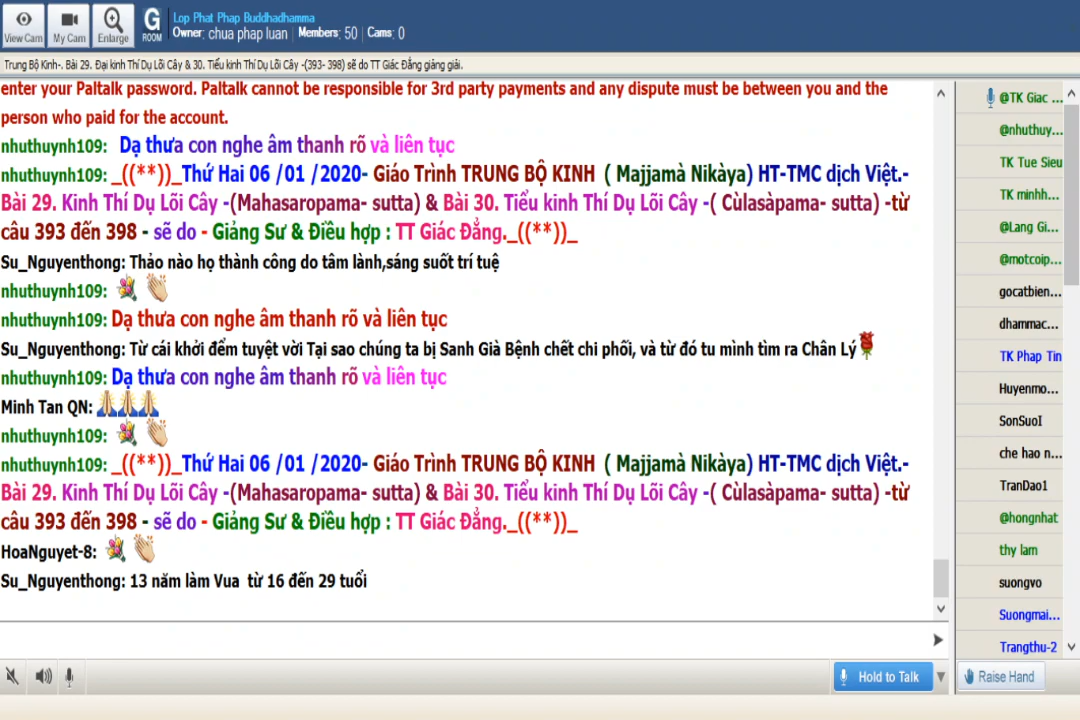 Lop Phat Phap Buddhadhamma
View Cam My Cam Enlarge G ROOM Owner: chua phap luan Members: 50 Cams: 0
Trung Bộ Kinh-. Bài 29. Đại kinh Thí Dụ Lõi Cây & 30. Tiểu kinh Thí Dụ Lõi Cây -(393- 398) sẽ do TT Giác Đẳng giảng giải.
enter your Paltalk password. Paltalk cannot be responsible for 3rd party payments and any dispute must be between you and the
person who paid for the account.
nhuthuynh109: Dạ thưa con nghe âm thanh rõ và liên tục
nhuthuynh109: _((**))_Thứ Hai 06 /01 /2020- Giáo Trình TRUNG BỘ KINH ( Majjamà Nikàya) HT-TMC dịch Việt.-
Bài 29. Kinh Thí Dụ Lõi Cây -(Mahasaropama- sutta) & Bài 30. Tiểu kinh Thí Dụ Lõi Cây -( Cùlasàpama- sutta) -từ
câu 393 đến 398 - sẽ do - Giảng Sư & Điều hợp : TT Giác Đẳng._((**))_
Su_Nguyenthong: Thảo nào họ thành công do tâm lành,sáng suốt trí tuệ
nhuthuynh109:
nhuthuynh109: Dạ thưa con nghe âm thanh rõ và liên tục
Su_Nguyenthong: Từ cái khởi đểm tuyệt vời Tại sao chúng ta bị Sanh Già Bệnh chết chi phối, và từ đó tu mình tìm ra Chân Lý
nhuthuynh109: Dạ thưa con nghe âm thanh rõ và liên tục
Minh Tan QN:
nhuthuynh109:
nhuthuynh109: _((**))_Thứ Hai 06 /01 /2020- Giáo Trình TRUNG BỘ KINH ( Majjamà Nikàya) HT-TMC dịch Việt.-
Bài 29. Kinh Thí Dụ Lõi Cây -(Mahasaropama- sutta) & Bài 30. Tiểu kinh Thí Dụ Lõi Cây -( Cùlasàpama- sutta) -từ
câu 393 đến 398 - sẽ do - Giảng Sư & Điều hợp : TT Giác Đẳng._((**))_
HoaNguyet-8:
Su_Nguyenthong: 13 năm làm Vua từ 16 đến 29 tuổi
@TK Giac ...
@nhuthuy...
TK Tue Sieu
TK minhh...
@Lang Gi...
@motcoip...
gocatbien...
dhammac...
TK Phap Tin
Huyenmo...
SonSuoI
che hao n...
TranDao1
@hongnhat
thy lam
suongvo
Suongmai...
Trangthu-2
Hold to Talk
Raise Hand